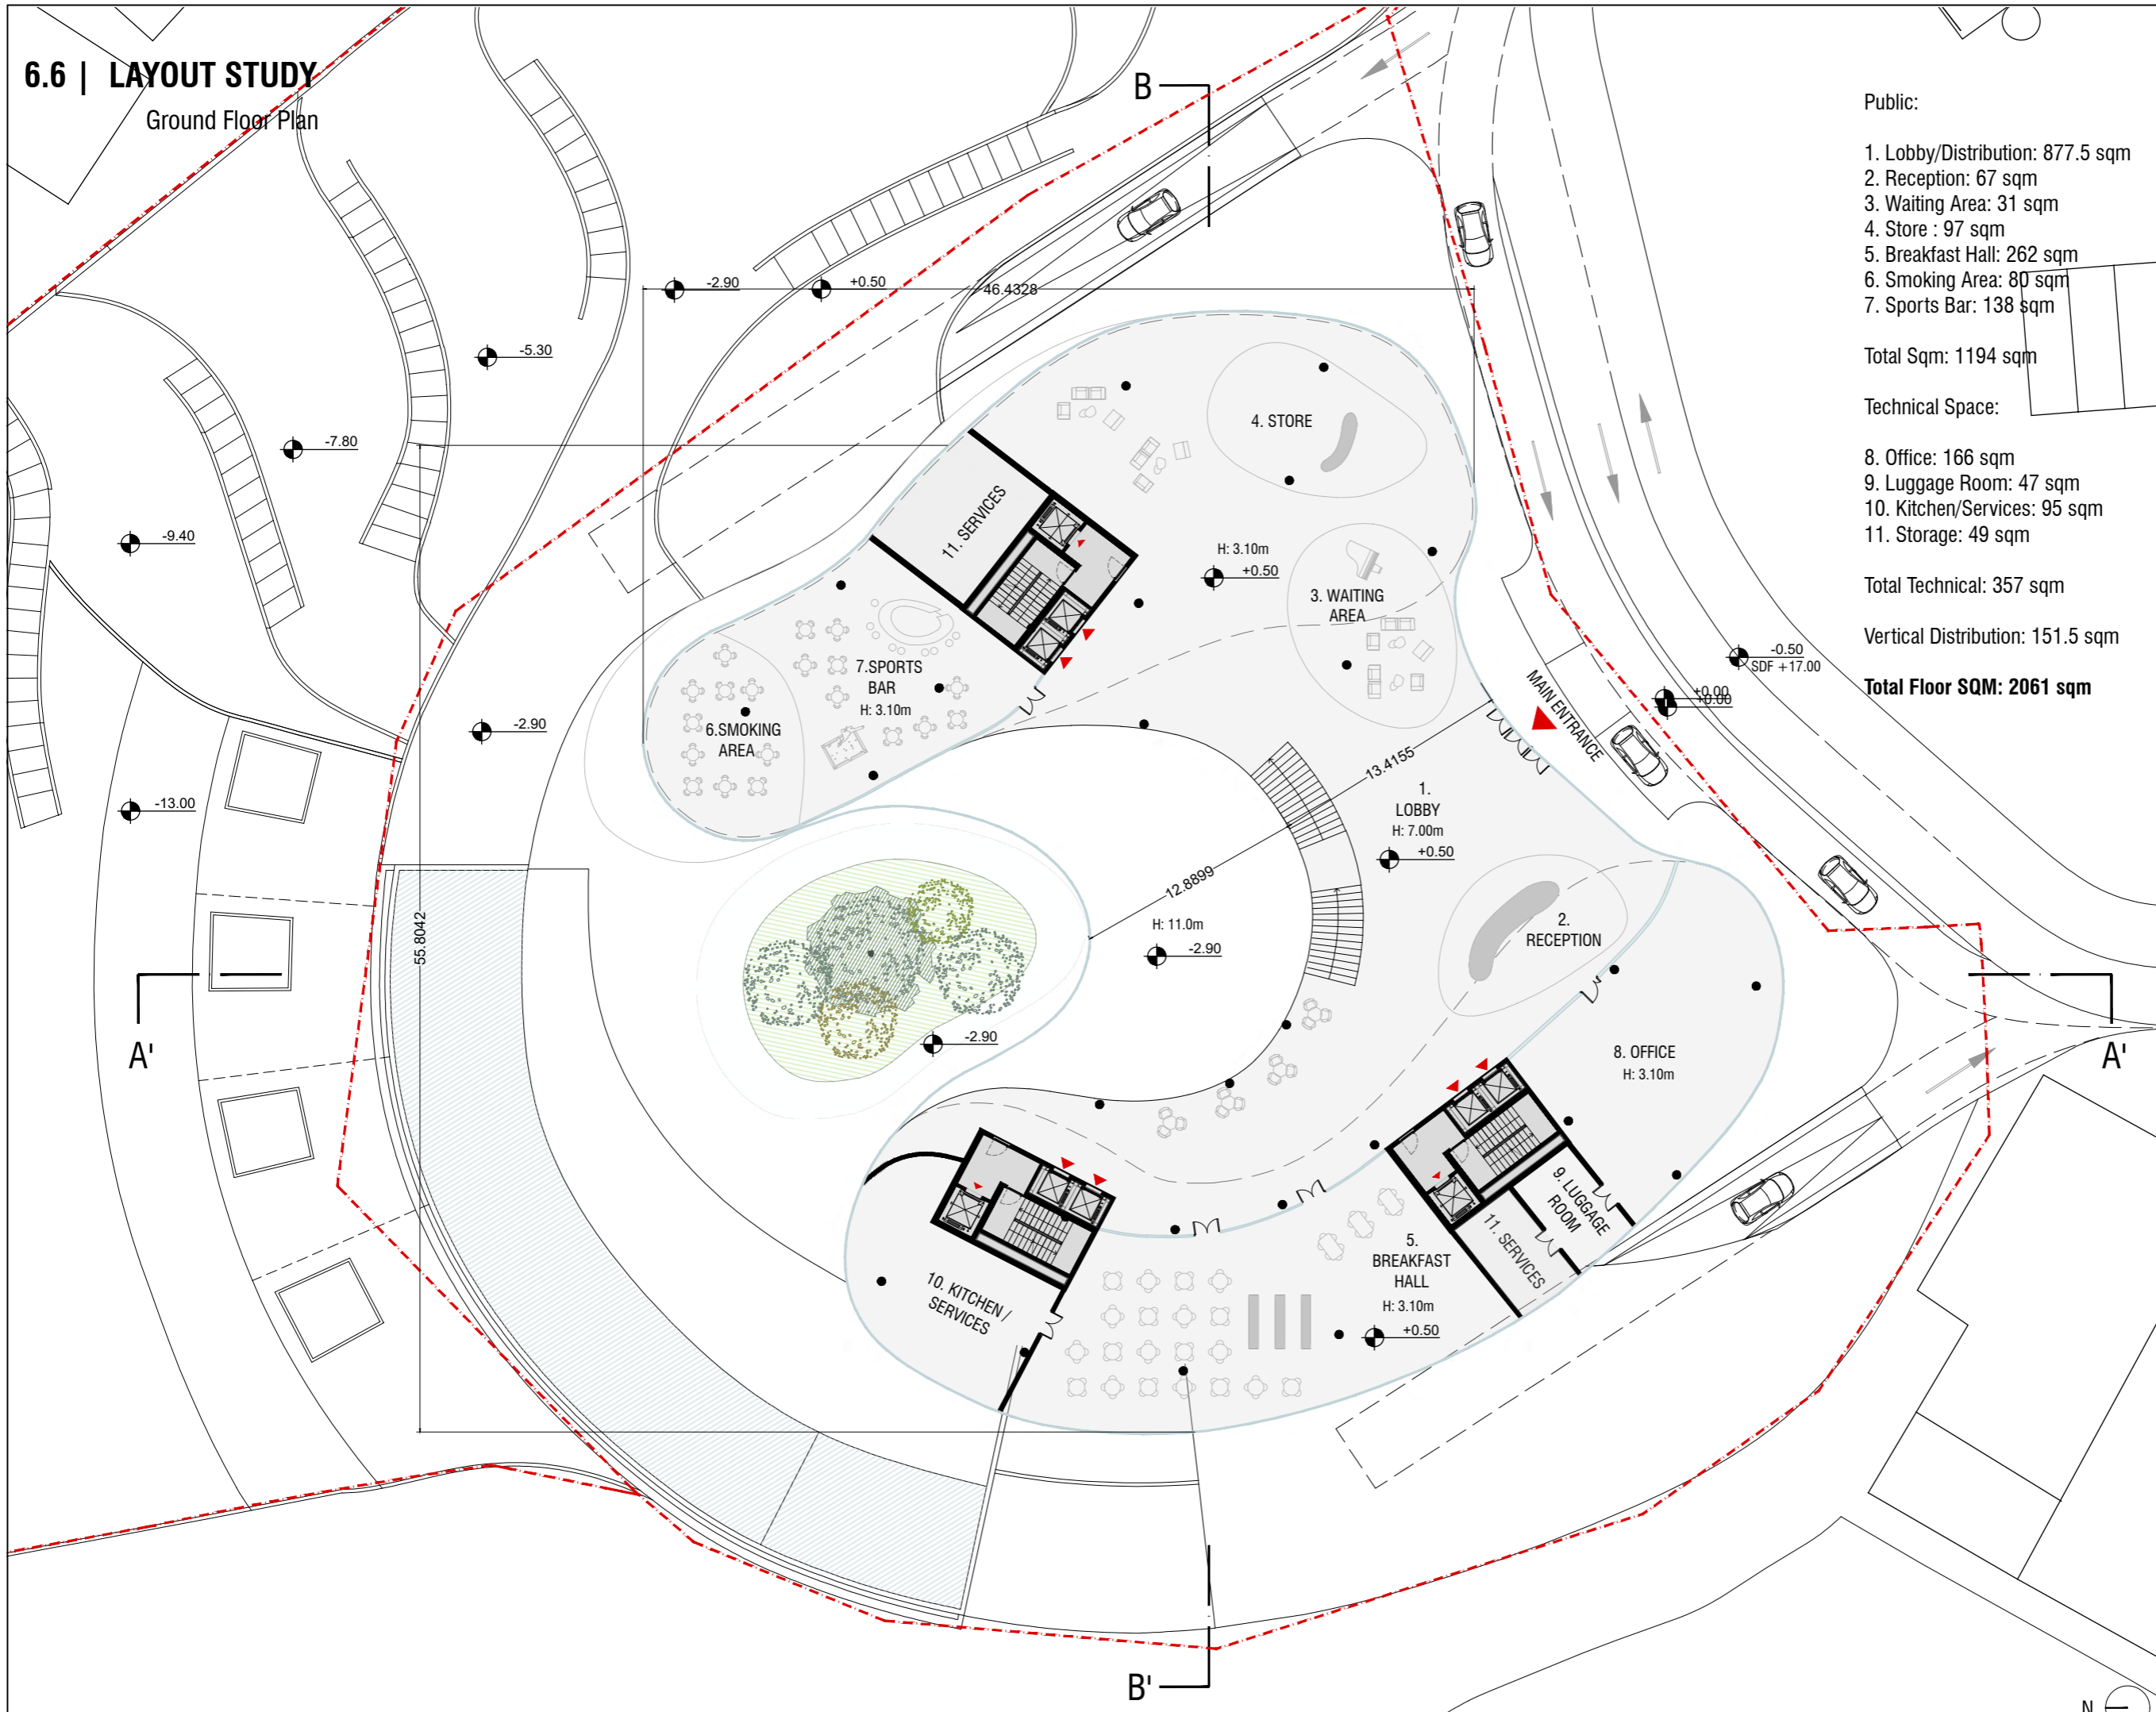 6.6 | LAYOUT STUDY
Ground Floor Plan
B
Public:
1. Lobby/Distribution: 877.5 sqm
2. Reception: 67 sqm
3. Waiting Area: 31 sqm
4. Store : 97 sqm
5. Breakfast Hall: 262 sqm
6. Smoking Area: 80 sqm
7. Sports Bar: 138 sqm
Total Sqm: 1194 sqm
Technical Space:
8. Office: 166 sqm
9. Luggage Room: 47 sqm
10. Kitchen/Services: 95 sqm
11. Storage: 49 sqm
Total Technical: 357 sqm
Vertical Distribution: 151.5 sqm
Total Floor SQM: 2061 sqm
-2.90
+0.50
46.4328
-5.30
-7.80
-9.40
-2.90
-13.00
4. STORE
11. SERVICES
H: 3.10m
+0.50
3. WAITING
AREA
7.SPORTS
BAR
H: 3.10m
6.SMOKING
AREA
MAIN ENTRANCE
-0.50
SDF +17.00
+0.00
+0.00
13.4155
1.
LOBBY
H: 7.00m
+0.50
12.8899
H: 11.0m
-2.90
-2.90
55.8042
2.
RECEPTION
A'
A'
8. OFFICE
H: 3.10m
9. LUGGAGE
ROOM
11. SERVICES
5.
BREAKFAST
HALL
H: 3.10m
+0.50
10. KITCHEN /
SERVICES
B'
N